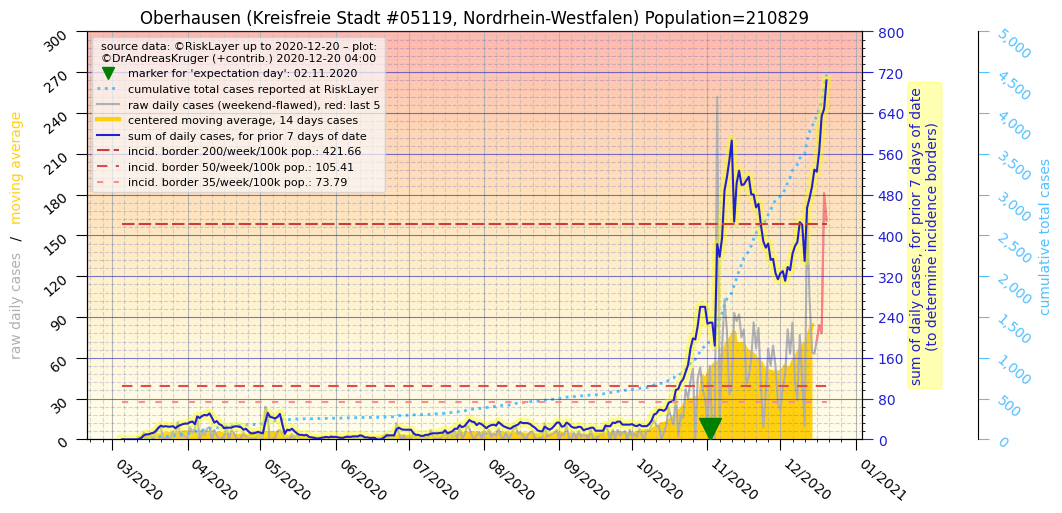 Oberhausen (Kreisfreie Stadt #05119, Nordrhein-Westfalen) Population=210829
source data: ©RiskLayer up to 2020-12-20 – plot:
©DrAndreasKruger (+contrib.) 2020-12-20 04:00
marker for 'expectation day': 02.11.2020
cumulative total cases reported at RiskLayer
raw daily cases (weekend-flawed), red: last 5
centered moving average, 14 days cases
sum of daily cases, for prior 7 days of date
incid. border 200/week/100k pop.: 421.66
incid. border 50/week/100k pop.: 105.41
incid. border 35/week/100k pop.: 73.79
raw daily cases / moving average
300
270
240
210
180
150
120
90
60
30
0
03/2020
04/2020
05/2020
06/2020
07/2020
08/2020
09/2020
10/2020
11/2020
12/2020
01/2021
800
720
640
560
480
400
320
240
160
80
0
sum of daily cases, for prior 7 days of date
(to determine incidence borders)
5,000
4,500
4,000
3,500
3,000
2,500
2,000
1,500
1,000
500
0
cumulative total cases